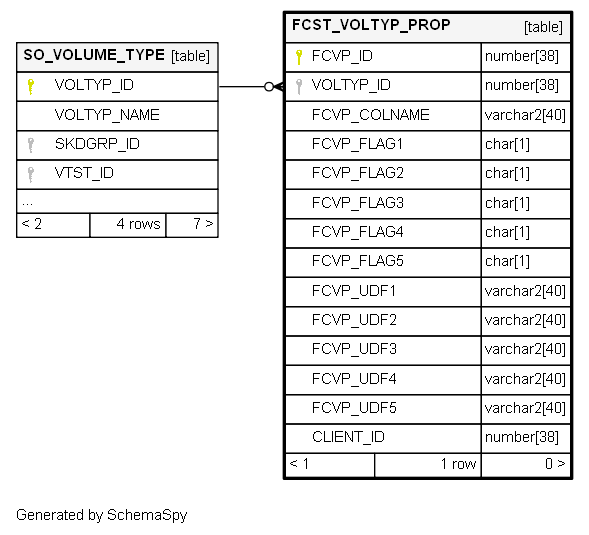 SO_VOLUME_TYPE [table]
VOLTYP_ID
VOLTYP_NAME
SKDGRP_ID
VTST_ID
...
< 2 4 rows 7 >
FCST_VOLTYP_PROP [table]
FCVP_ID number[38]
VOLTYP_ID number[38]
FCVP_COLNAME varchar2[40]
FCVP_FLAG1 char[1]
FCVP_FLAG2 char[1]
FCVP_FLAG3 char[1]
FCVP_FLAG4 char[1]
FCVP_FLAG5 char[1]
FCVP_UDF1 varchar2[40]
FCVP_UDF2 varchar2[40]
FCVP_UDF3 varchar2[40]
FCVP_UDF4 varchar2[40]
FCVP_UDF5 varchar2[40]
CLIENT_ID number[38]
< 1 1 row 0 >
Generated by SchemaSpy